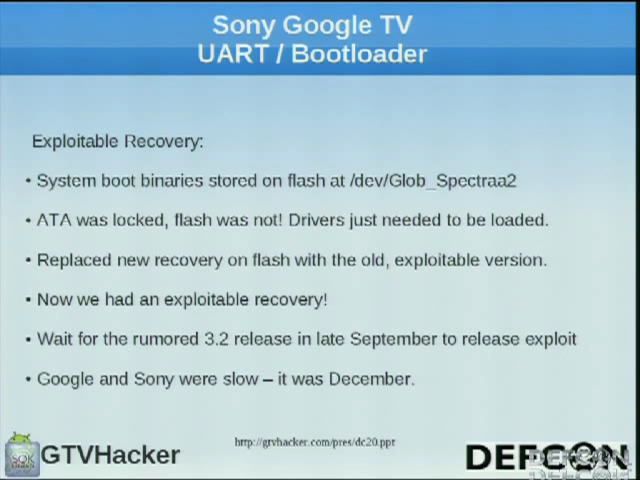 Sony Google TV
UART / Bootloader
Exploitable Recovery:
• System boot binaries stored on flash at /dev/Glob_Spectraa2
• ATA was locked, flash was not! Drivers just needed to be loaded.
• Replaced new recovery on flash with the old, exploitable version.
• Now we had an exploitable recovery!
• Wait for the rumored 3.2 release in late September to release exploit
• Google and Sony were slow – it was December.
http://gtvhacker.com/pres/dc20.ppt
GTVHacker
DEFCON
DEFCON